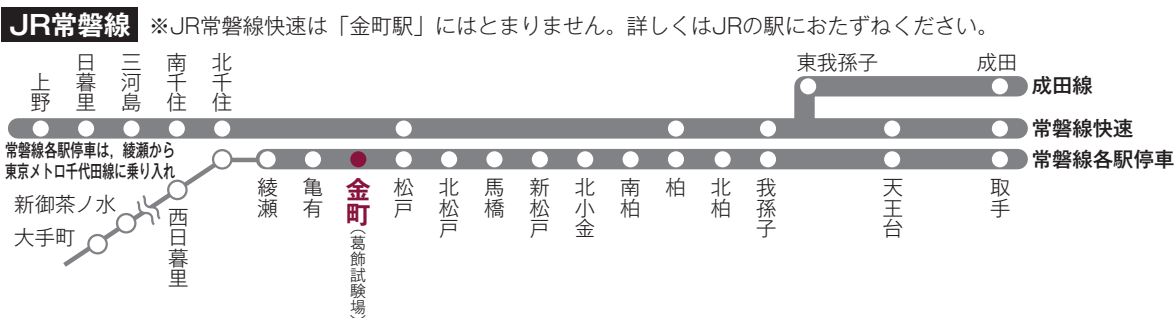 JR常磐線 ※JR常磐線快速は「金町駅」にはとまりません。詳しくはJRの駅におたずねください。
上野
日暮里
三河島
南千住
北千住
東我孫子
成田
成田線
常磐線快速
常磐線各駅停車は，綾瀬から
東京メトロ千代田線に乗り入れ
常磐線各駅停車
新御茶ノ水
大手町
西日暮里
綾瀬
亀有
金町(葛飾試験場)
松戸
北松戸
馬橋
新松戸
北小金
南柏
柏
北柏
我孫子
天王台
取手